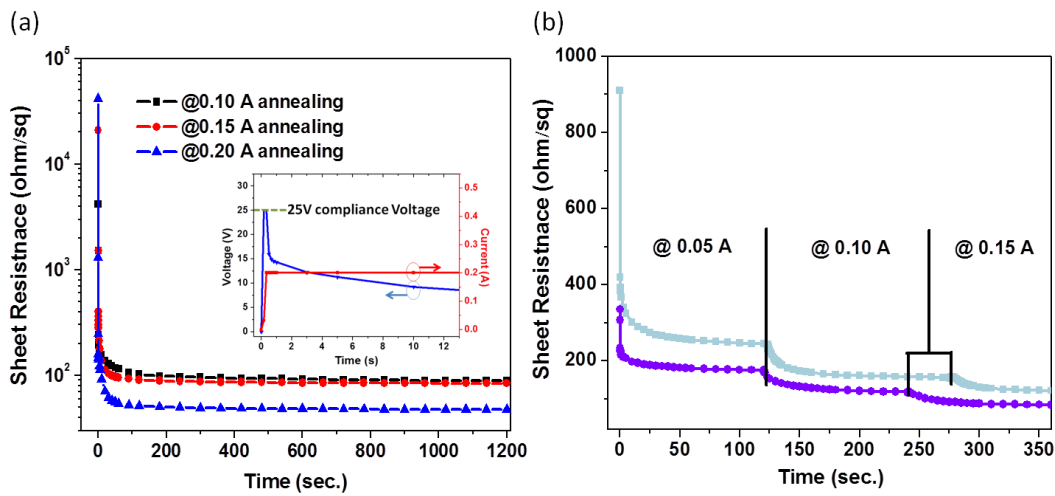 (a)
10^5
10^4
10^3
10^2
Sheet Resistnace (ohm/sq)
@0.10 A annealing
@0.15 A annealing
@0.20 A annealing
30
25
20
15
10
5
0
Voltage (V)
25V compliance Voltage
0.5
0.4
0.3
0.2
0.1
0.0
Current (A)
0 2 4 6 8 10 12
Time (s)
0 200 400 600 800 1000 1200
Time (sec.)
(b)
1000
800
600
400
200
Sheet Resistnace (ohm/sq)
@ 0.05 A
@ 0.10 A
@ 0.15 A
0 50 100 150 200 250 300 350
Time (sec.)